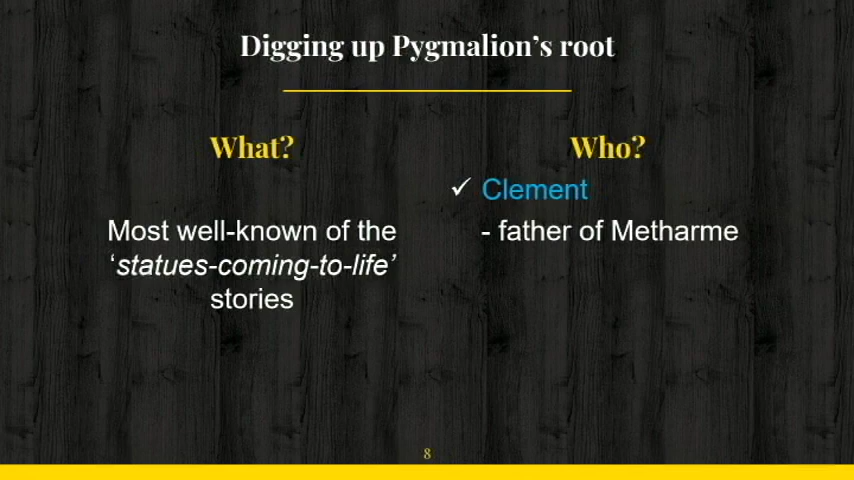 Digging up Pygmalion’s root
What?
Most well-known of the
‘statues-coming-to-life’
stories
Who?
✓ Clement
- father of Metharme
8